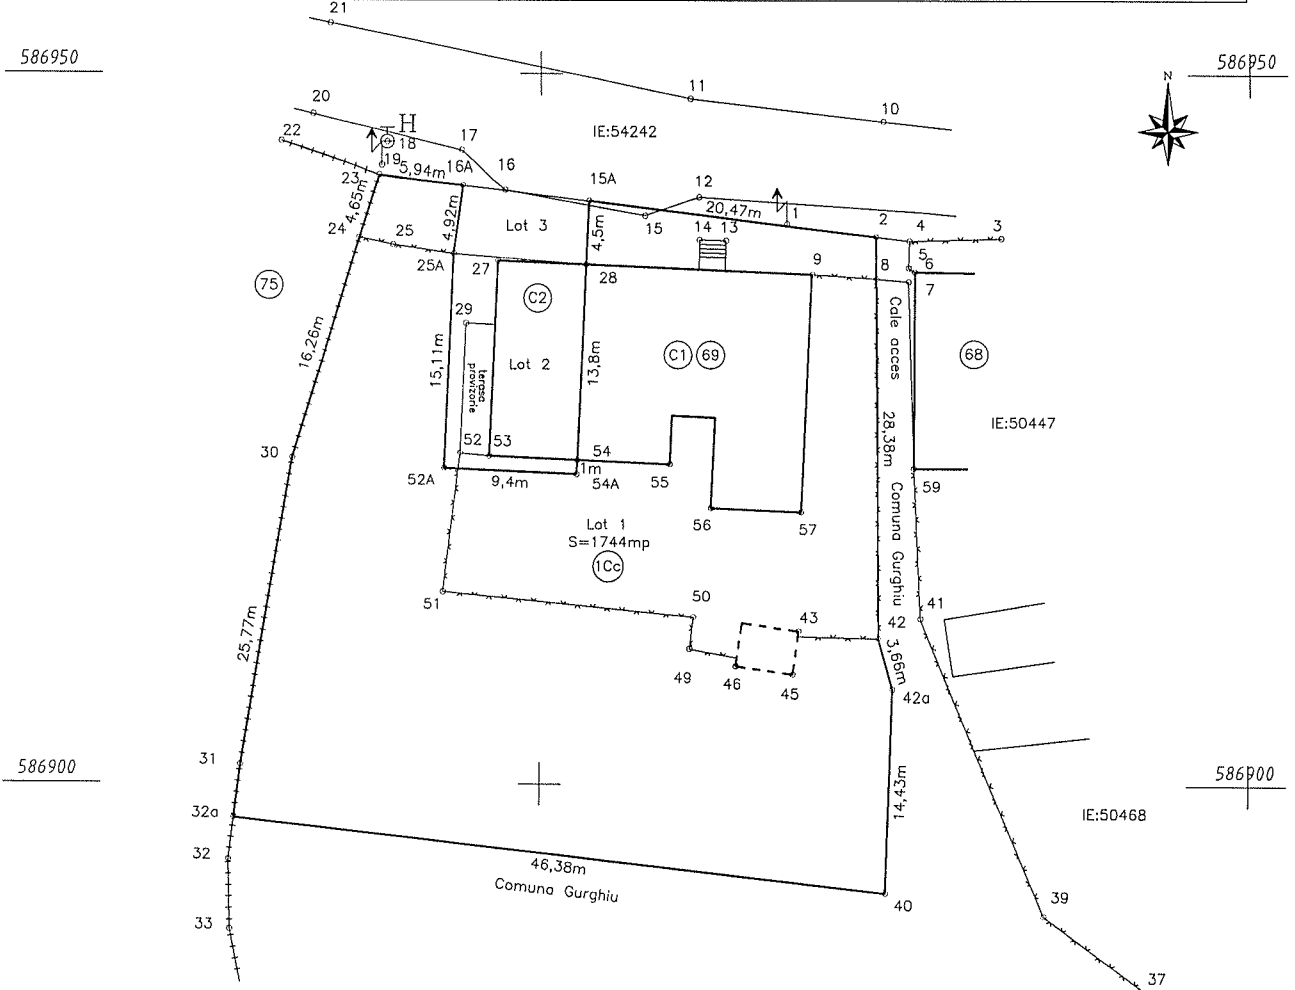 21
586950
586950
11
N
10
20
IE:54242
22
H
17
18
19
5,94m
16A
16
23
15A
12
4,65m
4,92m
20,47m
1
2
4
3
24
25
Lot 3
4,5m
15
14
13
5
6
25A
27
28
9
8
7
75
C2
29
Cale acces
16,26m
15,11m
terasa
provizorie
Lot 2
13,8m
C1
69
68
28,38m
IE:50447
30
52
53
54
52A
9,4m
1m
54A
55
59
Comuna Gurghiu
56
57
Lot 1
S=1744mp
1Cc
51
50
43
42
41
25,77m
3,66m
49
46
45
42a
31
586900
586900
14,43m
32a
IE:50468
32
46,38m
Comuna Gurghiu
40
39
33
37